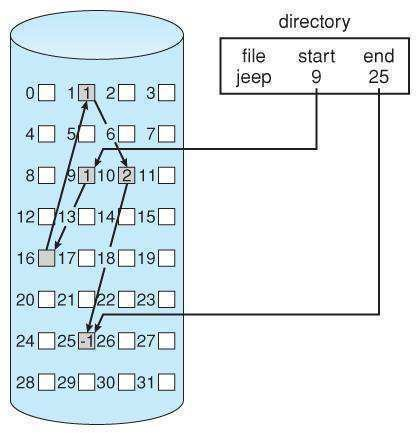 directory
file start end
jeep 9 25
0 1 1 2 3
4 5 6 7
8 9 1 10 2 11
12 13 14 15
16 17 18 19
20 21 22 23
24 25 -1 26 27
28 29 30 31